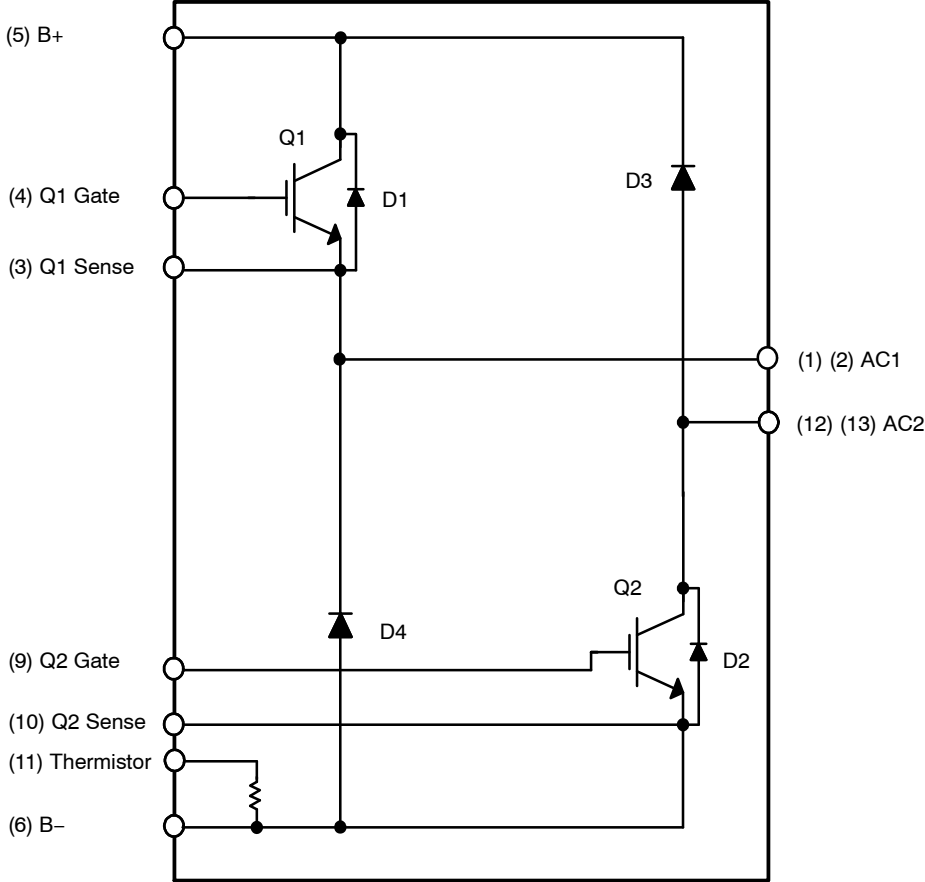 (5) B+
Q1
D3
(4) Q1 Gate
D1
(3) Q1 Sense
(1) (2) AC1
(12) (13) AC2
Q2
D4
(9) Q2 Gate
D2
(10) Q2 Sense
(11) Thermistor
(6) B−